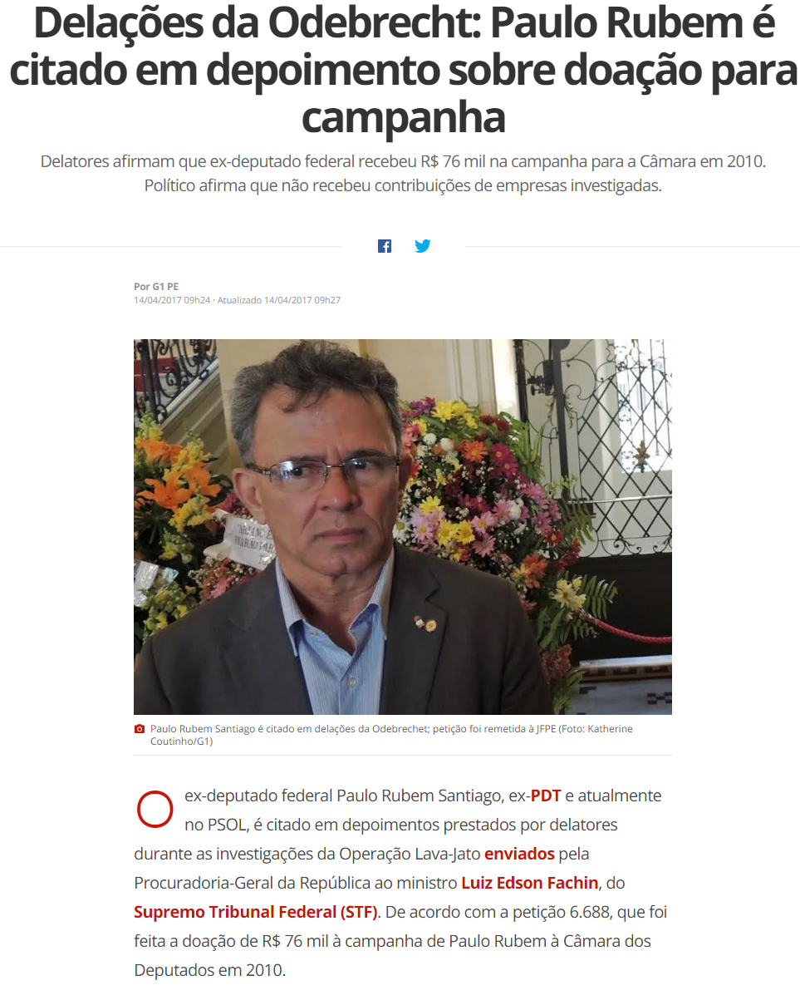 Delações da Odebrecht: Paulo Rubem é
citado em depoimento sobre doação para
campanha
Delatores afirmam que ex-deputado federal recebeu R$ 76 mil na campanha para a Câmara em 2010.
Político afirma que não recebeu contribuições de empresas investigadas.
Por G1 PE
14/04/2017 09h24 · Atualizado 14/04/2017 09h27
Paulo Rubem Santiago é citado em delações da Odebrechet; petição foi remetida à JFPE (Foto: Katherine
Coutinho/G1)
O ex-deputado federal Paulo Rubem Santiago, ex-PDT e atualmente
no PSOL, é citado em depoimentos prestados por delatores
durante as investigações da Operação Lava-Jato enviados pela
Procuradoria-Geral da República ao ministro Luiz Edson Fachin, do
Supremo Tribunal Federal (STF). De acordo com a petição 6.688, que foi
feita a doação de R$ 76 mil à campanha de Paulo Rubem à Câmara dos
Deputados em 2010.